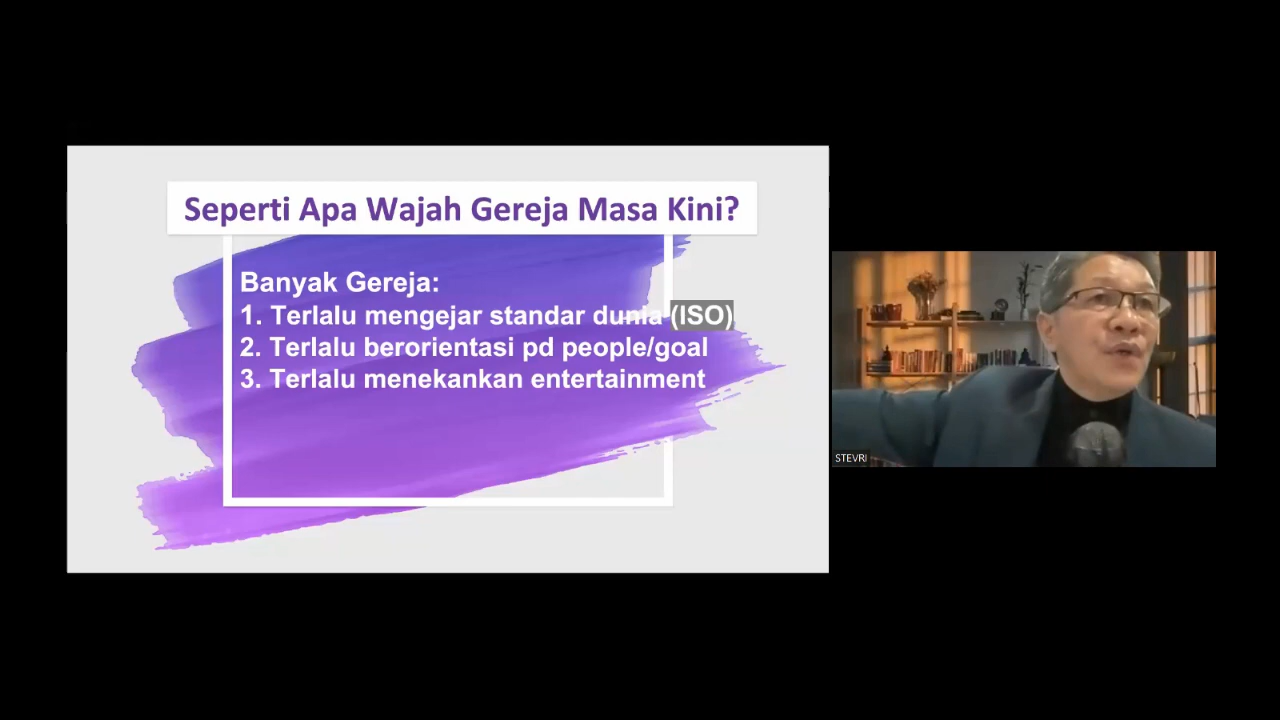 Seperti Apa Wajah Gereja Masa Kini?
Banyak Gereja:
1. Terlalu mengejar standar dunia (ISO)
2. Terlalu berorientasi pd people/goal
3. Terlalu menekankan entertainment
STEVRI